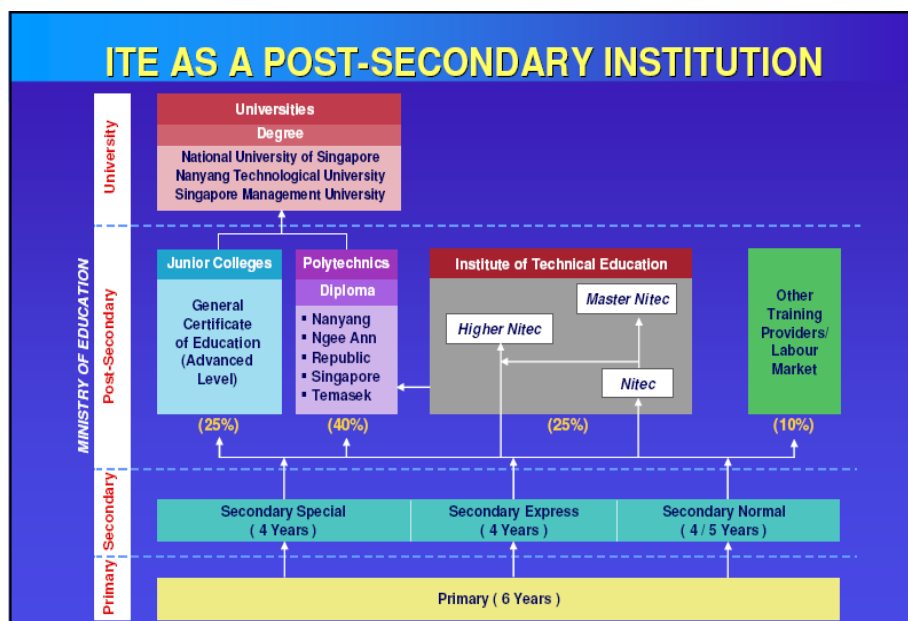 ITE AS A POST-SECONDARY INSTITUTION
MINISTRY OF EDUCATION
University
Universities
Degree
National University of Singapore
Nanyang Technological University
Singapore Management University
Post-Secondary
Junior Colleges
General
Certificate
of Education
(Advanced
Level)
(25%)
Polytechnics
Diploma
▪ Nanyang
▪ Ngee Ann
▪ Republic
▪ Singapore
▪ Temasek
(40%)
Institute of Technical Education
Higher Nitec
Master Nitec
Nitec
(25%)
Other
Training
Providers/
Labour
Market
(10%)
Secondary
Secondary Special
( 4 Years )
Secondary Express
( 4 Years )
Secondary Normal
( 4 / 5 Years )
Primary
Primary ( 6 Years )